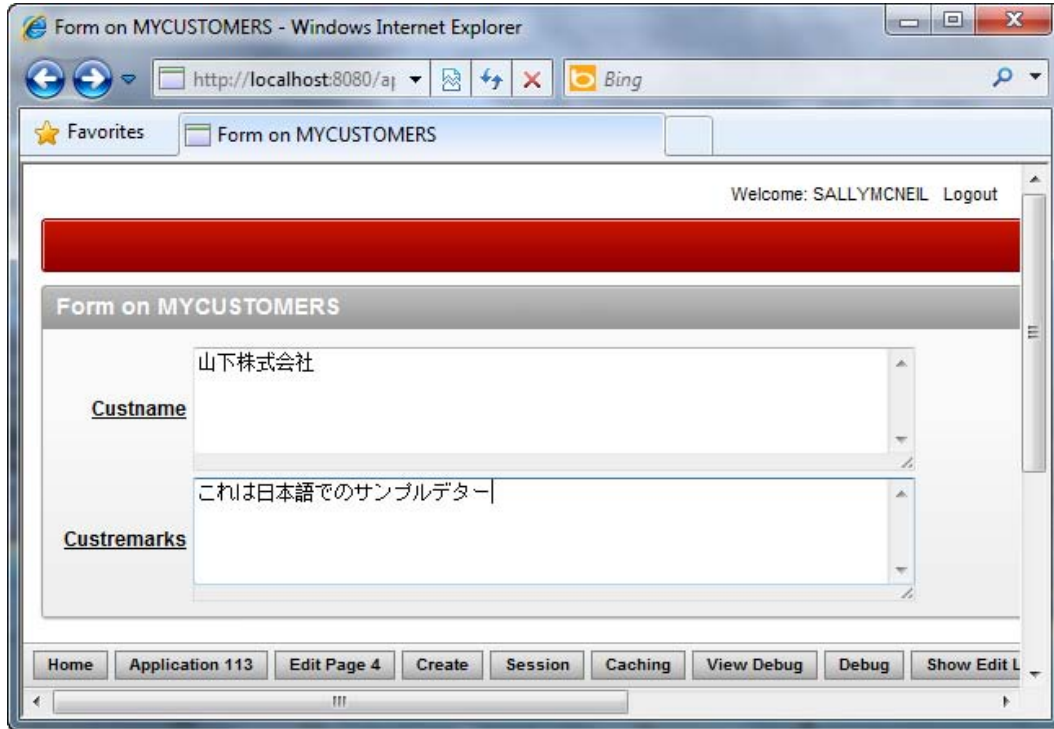 Form on MYCUSTOMERS - Windows Internet Explorer
http://localhost:8080/a
Bing
Favorites
Form on MYCUSTOMERS
Welcome: SALLYMCNEIL Logout
Form on MYCUSTOMERS
Custname
山下株式会社
Custremarks
これは日本語でのサンプルデター
Home Application 113 Edit Page 4 Create Session Caching View Debug Debug Show Edit L